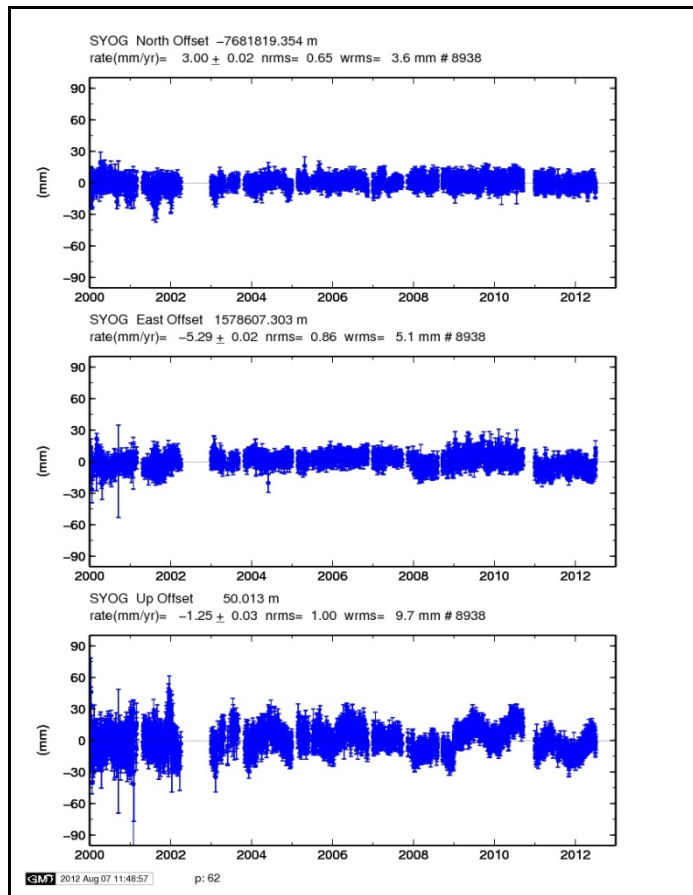 SYOG North Offset −7681819.354 m
rate(mm/yr)= 3.00 ± 0.02 nrms= 0.65 wrms= 3.6 mm # 8938
90
60
30
0
−30
−60
−90
(mm)
2000 2002 2004 2006 2008 2010 2012
SYOG East Offset 1578607.303 m
rate(mm/yr)= −5.29 ± 0.02 nrms= 0.86 wrms= 5.1 mm # 8938
90
60
30
0
−30
−60
−90
(mm)
2000 2002 2004 2006 2008 2010 2012
SYOG Up Offset 50.013 m
rate(mm/yr)= −1.25 ± 0.03 nrms= 1.00 wrms= 9.7 mm # 8938
90
60
30
0
−30
−60
−90
(mm)
2000 2002 2004 2006 2008 2010 2012
GMT 2012 Aug 07 11:48:57 p: 62